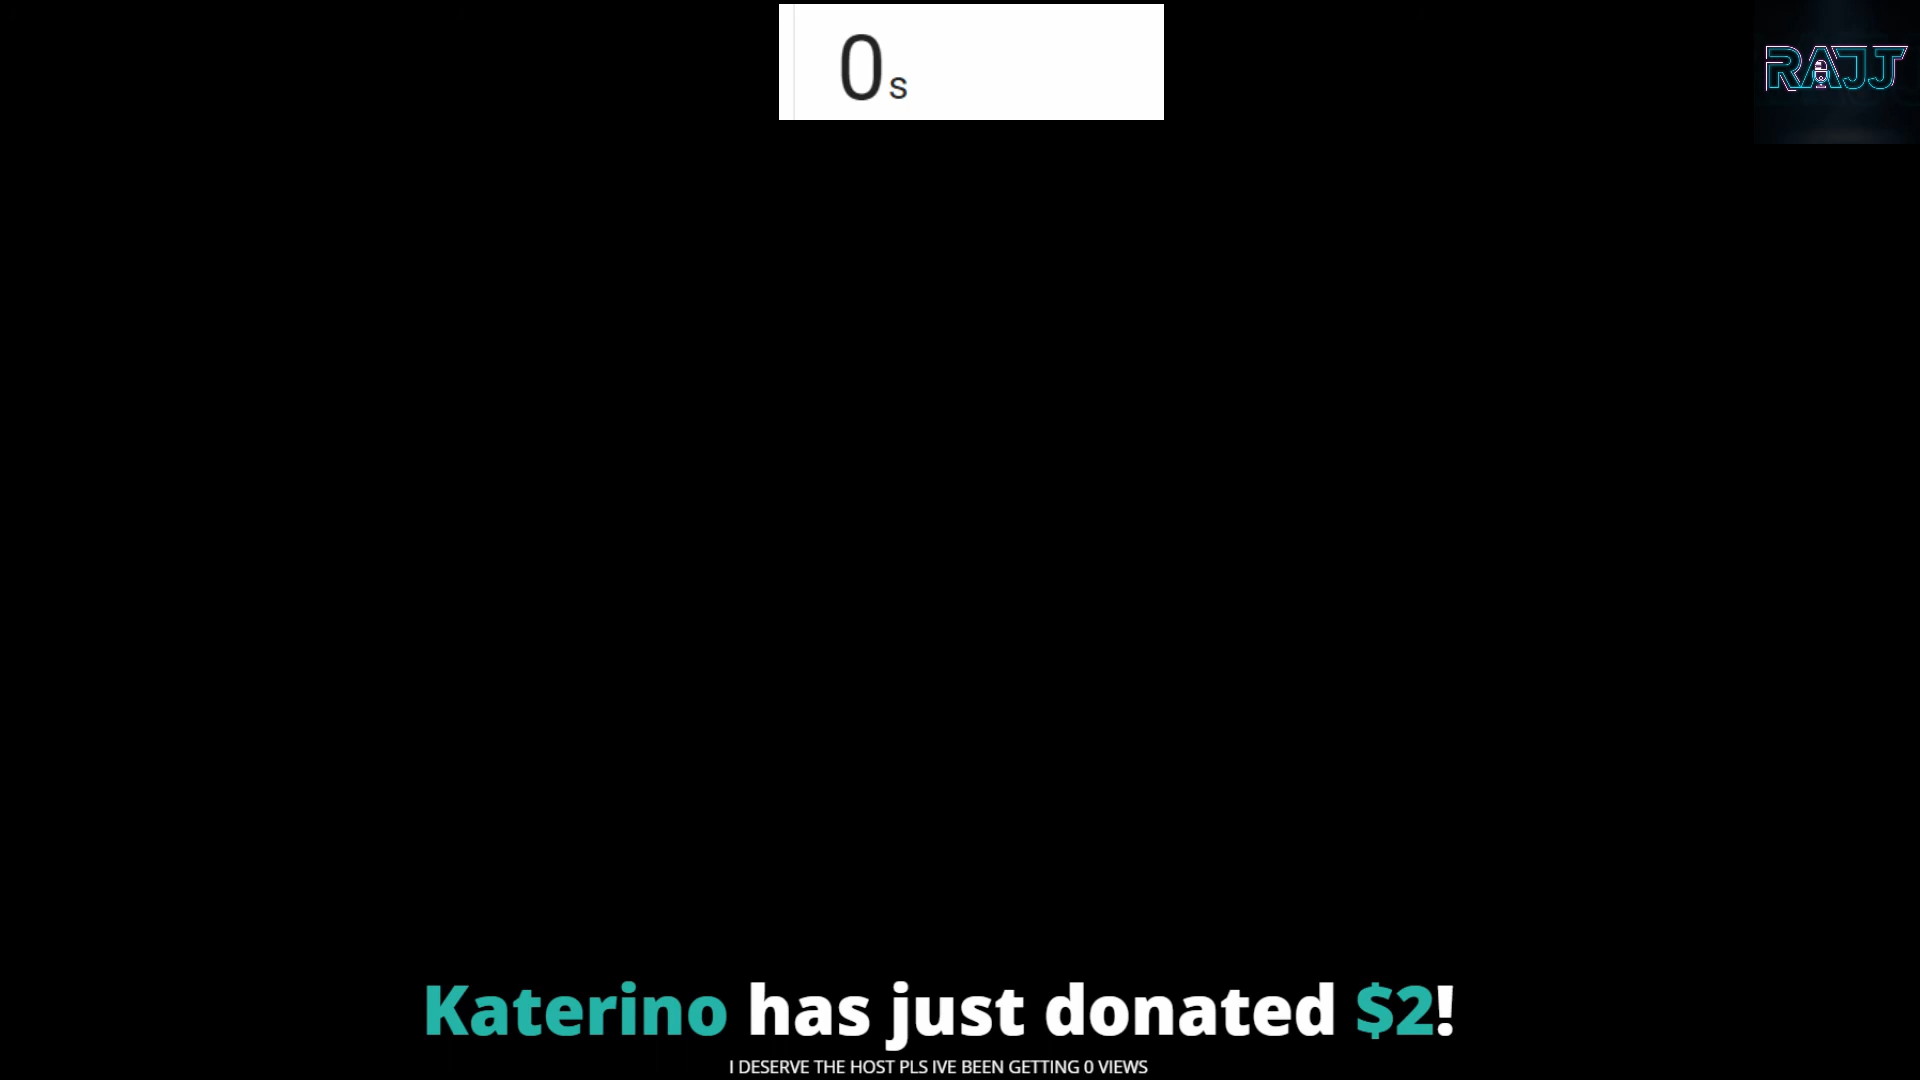 0s
RAJJ
Katerino has just donated $2!
I DESERVE THE HOST PLS IVE BEEN GETTING 0 VIEWS